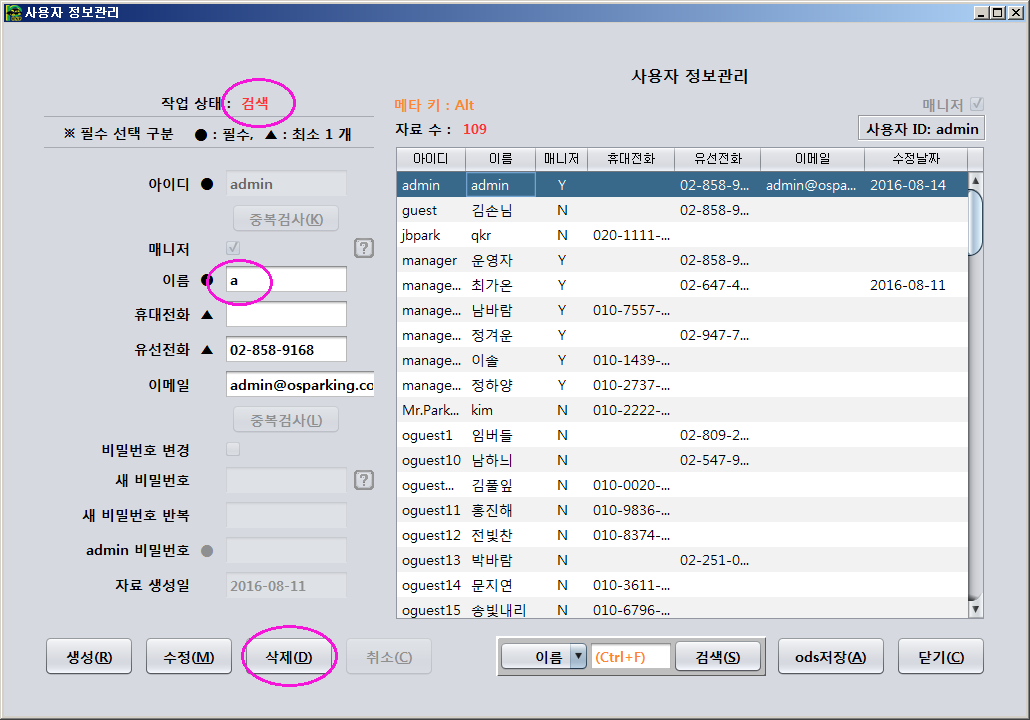 사용자 정보관리
사용자 정보관리
작업 상태 : 검색
메타 키 : Alt
매니저
※ 필수 선택 구분 ● : 필수, ▲ : 최소 1 개
자료 수 : 109
사용자 ID: admin
아이디 ● admin
중복검사(K)
매니저 ?
이름 ● a
휴대전화 ▲
유선전화 ▲ 02-858-9168
이메일 admin@osparking.co
중복검사(L)
비밀번호 변경
새 비밀번호 ?
새 비밀번호 반복
admin 비밀번호 ●
자료 생성일 2016-08-11
아이디 이름 매니저 휴대전화 유선전화 이메일 수정날짜
admin admin Y 02-858-9... admin@ospa... 2016-08-14
guest 김손님 N 02-858-9...
jbpark qkr N 020-1111-...
manager 운영자 Y 02-858-9...
manage... 최가온 Y 02-647-4... 2016-08-11
manage... 남바람 Y 010-7557-...
manage... 정겨운 Y 02-947-7...
manage... 이솔 Y 010-1439-...
manage... 정하양 Y 010-2737-...
Mr.Park... kim N 010-2222-...
oguest1 임버들 N 02-809-2...
oguest10 남하늬 N 02-547-9...
oguest... 김풀잎 N 010-0020-...
oguest11 홍진해 N 010-9836-...
oguest12 전빛찬 N 010-8374-...
oguest13 박바람 N 02-251-0...
oguest14 문지연 N 010-3611-...
oguest15 송빛내리 N 010-6796-...
생성(R) 수정(M) 삭제(D) 취소(C) 이름 (Ctrl+F) 검색(S) ods저장(A) 닫기(C)